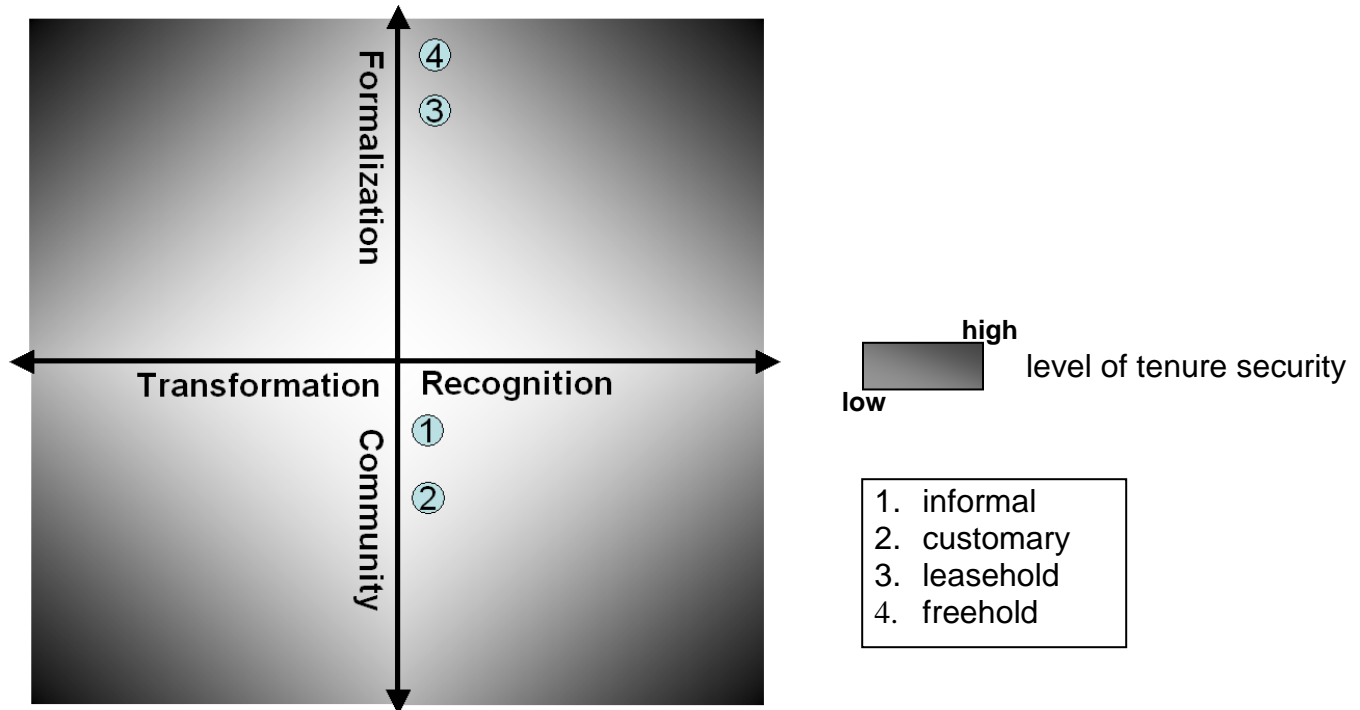 Formalization
4
3
Transformation
Recognition
1
2
Community
high
low
level of tenure security
1. informal
2. customary
3. leasehold
4. freehold